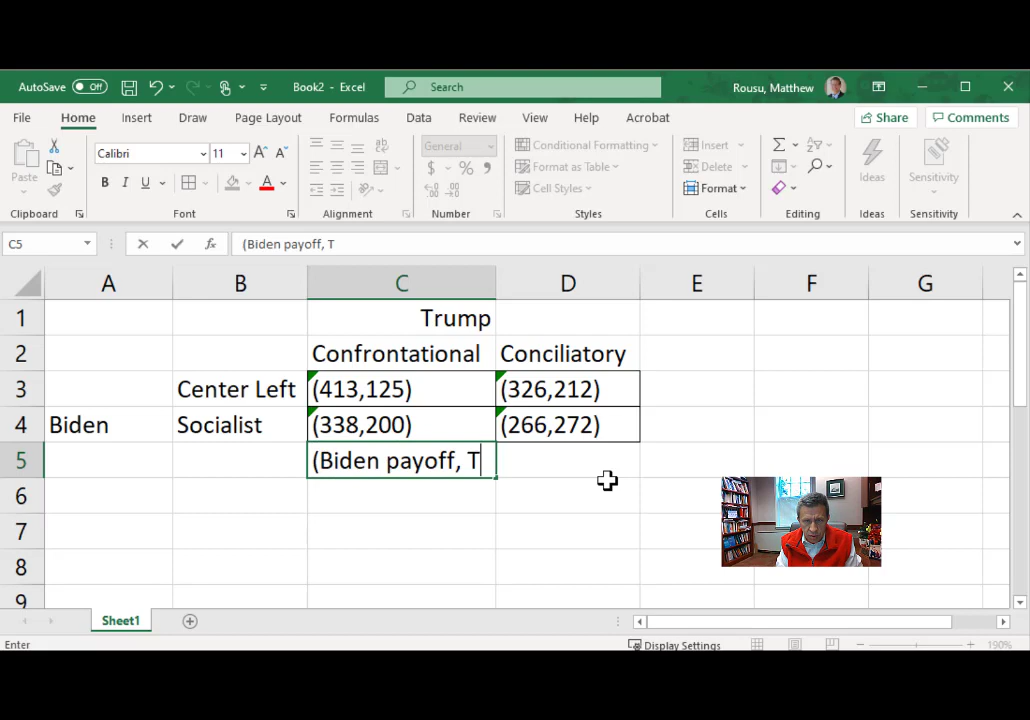 AutoSave Off Book2 - Excel Search Rousu, Matthew
File Home Insert Draw Page Layout Formulas Data Review View Help Acrobat Share Comments
Paste Calibri 11 A A ab General Conditional Formatting Insert Ideas Sensitivity
B I U A $ % Format as Table Delete
Cell Styles Format
Clipboard Font Alignment Number Styles Cells Editing Ideas Sensitivity
C5 fx (Biden payoff, T
A B C D E F G
1 Trump
2 Confrontational Conciliatory
3 Center Left (413,125) (326,212)
4 Biden Socialist (338,200) (266,272)
5 (Biden payoff, T
6
7
8
9
Sheet1
Enter Display Settings 190%